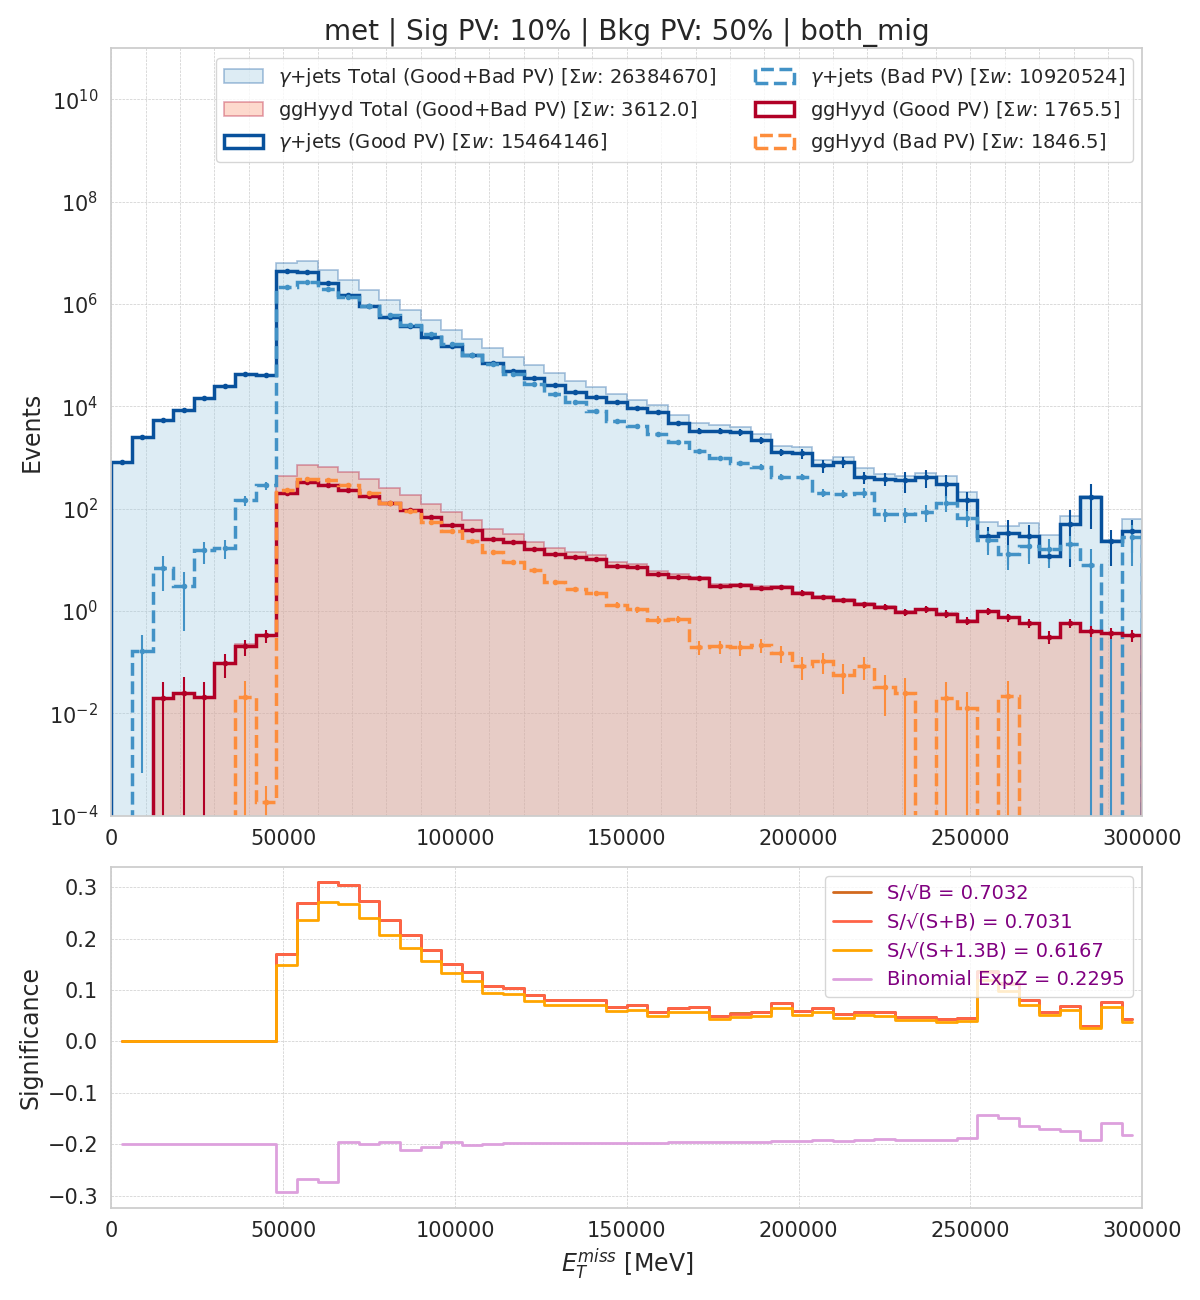 met | Sig PV: 10% | Bkg PV: 50% | both_mig
γ+jets Total (Good+Bad PV) [Σw: 26384670]
ggHyyd Total (Good+Bad PV) [Σw: 3612.0]
γ+jets (Good PV) [Σw: 15464146]
γ+jets (Bad PV) [Σw: 10920524]
ggHyyd (Good PV) [Σw: 1765.5]
ggHyyd (Bad PV) [Σw: 1846.5]
Events
10^10
10^8
10^6
10^4
10^2
10^0
10^−2
10^−4
0 50000 100000 150000 200000 250000 300000
S/√B = 0.7032
S/√(S+B) = 0.7031
S/√(S+1.3B) = 0.6167
Binomial ExpZ = 0.2295
Significance
0.3
0.2
0.1
0.0
−0.1
−0.2
−0.3
0 50000 100000 150000 200000 250000 300000
E_T^miss [MeV]